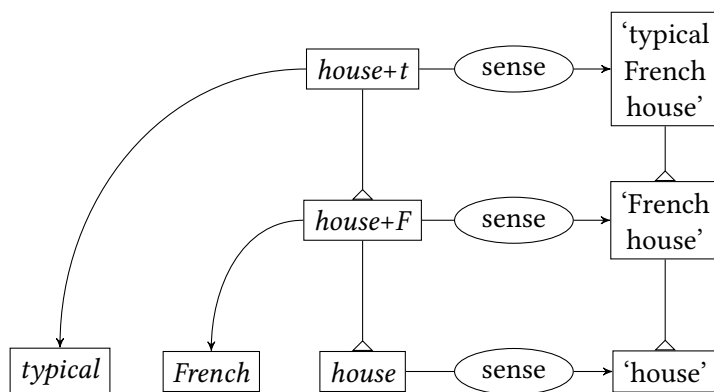 house+t
sense
‘typical
French
house’
house+F
sense
‘French
house’
typical
French
house
sense
‘house’